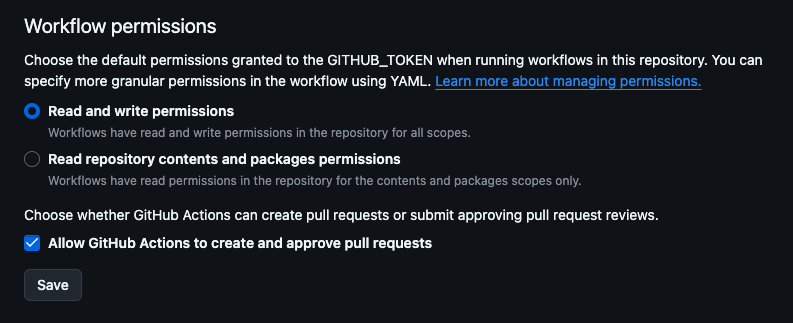 Workflow permissions
Choose the default permissions granted to the GITHUB_TOKEN when running workflows in this repository. You can
specify more granular permissions in the workflow using YAML. Learn more about managing permissions.
Read and write permissions
Workflows have read and write permissions in the repository for all scopes.
Read repository contents and packages permissions
Workflows have read permissions in the repository for the contents and packages scopes only.
Choose whether GitHub Actions can create pull requests or submit approving pull request reviews.
Allow GitHub Actions to create and approve pull requests
Save